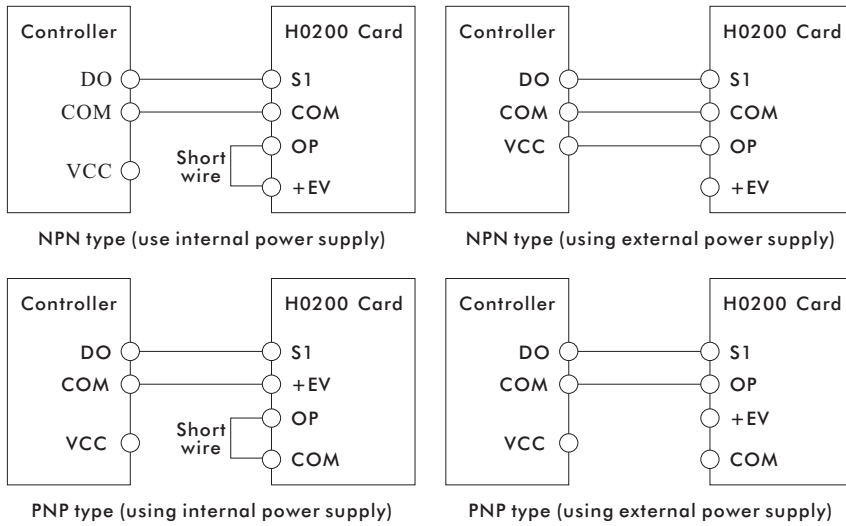 Controller
H0200 Card
DO
S1
COM
COM
OP
Short
wire
VCC
+EV
NPN type (use internal power supply)
Controller
H0200 Card
DO
S1
COM
COM
VCC
OP
+EV
NPN type (using external power supply)
Controller
H0200 Card
DO
S1
COM
+EV
OP
Short
wire
VCC
COM
PNP type (using internal power supply)
Controller
H0200 Card
DO
S1
COM
OP
+EV
VCC
COM
PNP type (using external power supply)